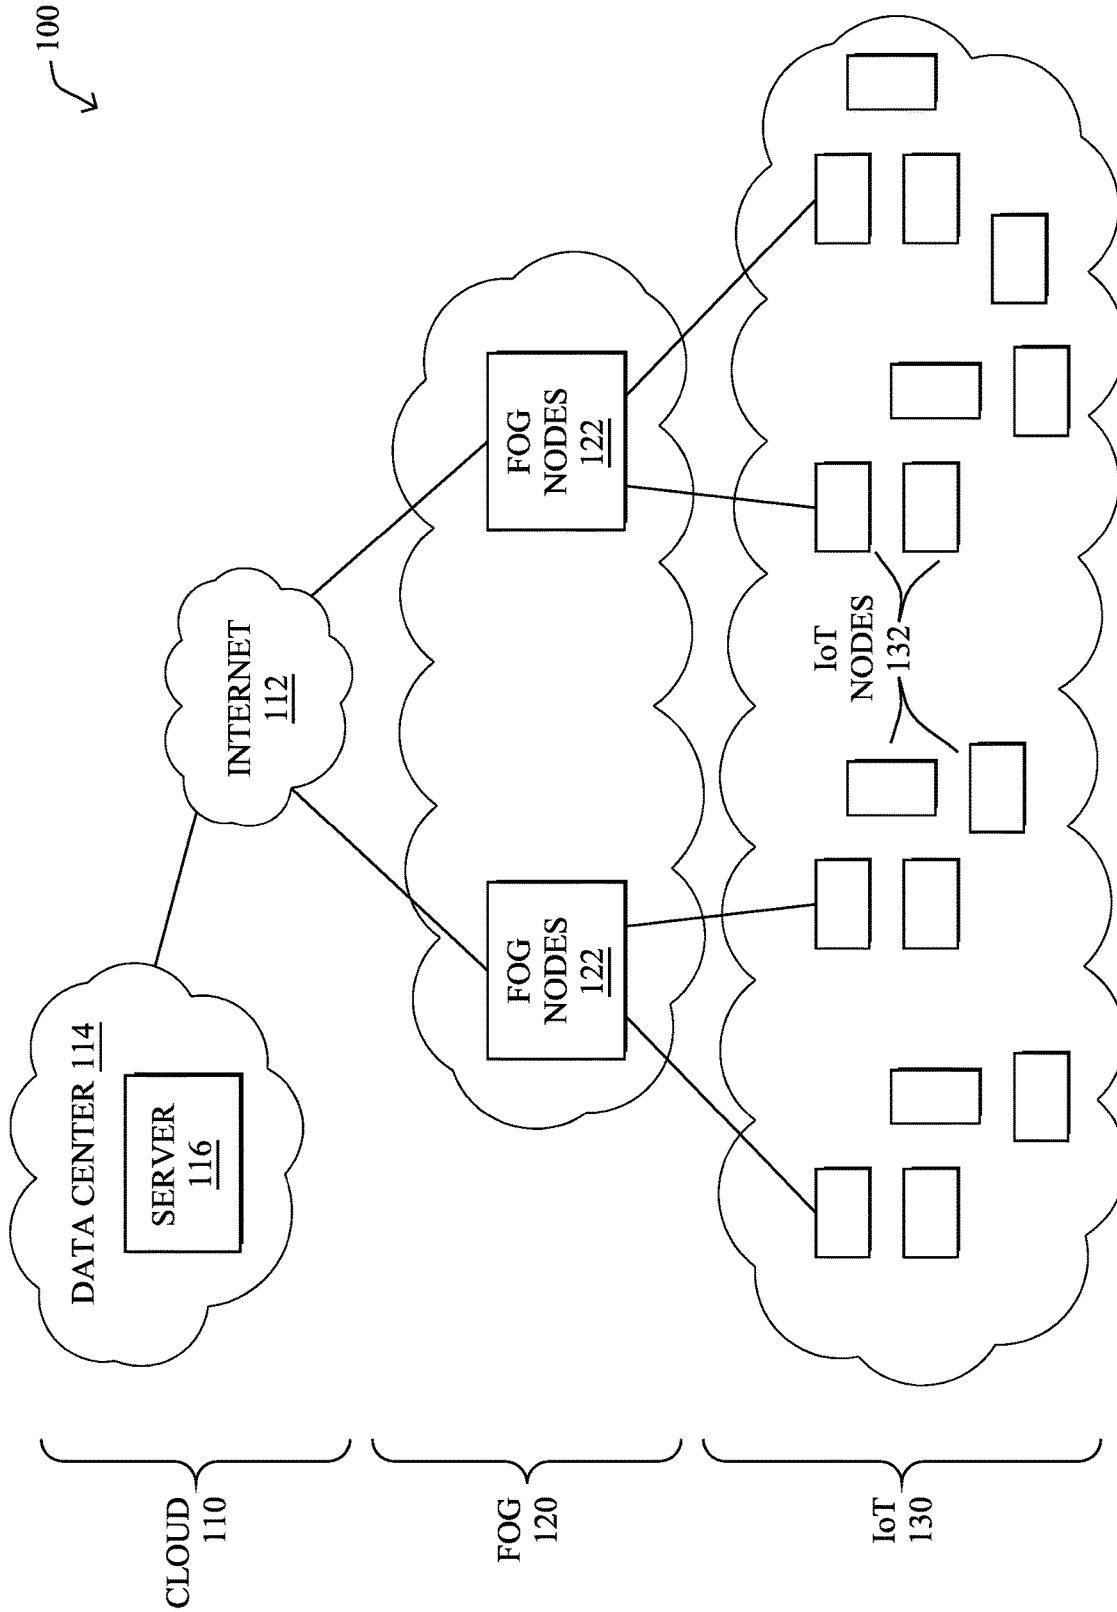 100
DATA CENTER 114
SERVER
116
INTERNET
112
CLOUD
110
FOG
NODES
122
FOG
NODES
122
FOG
120
IoT
NODES
132
IoT
130